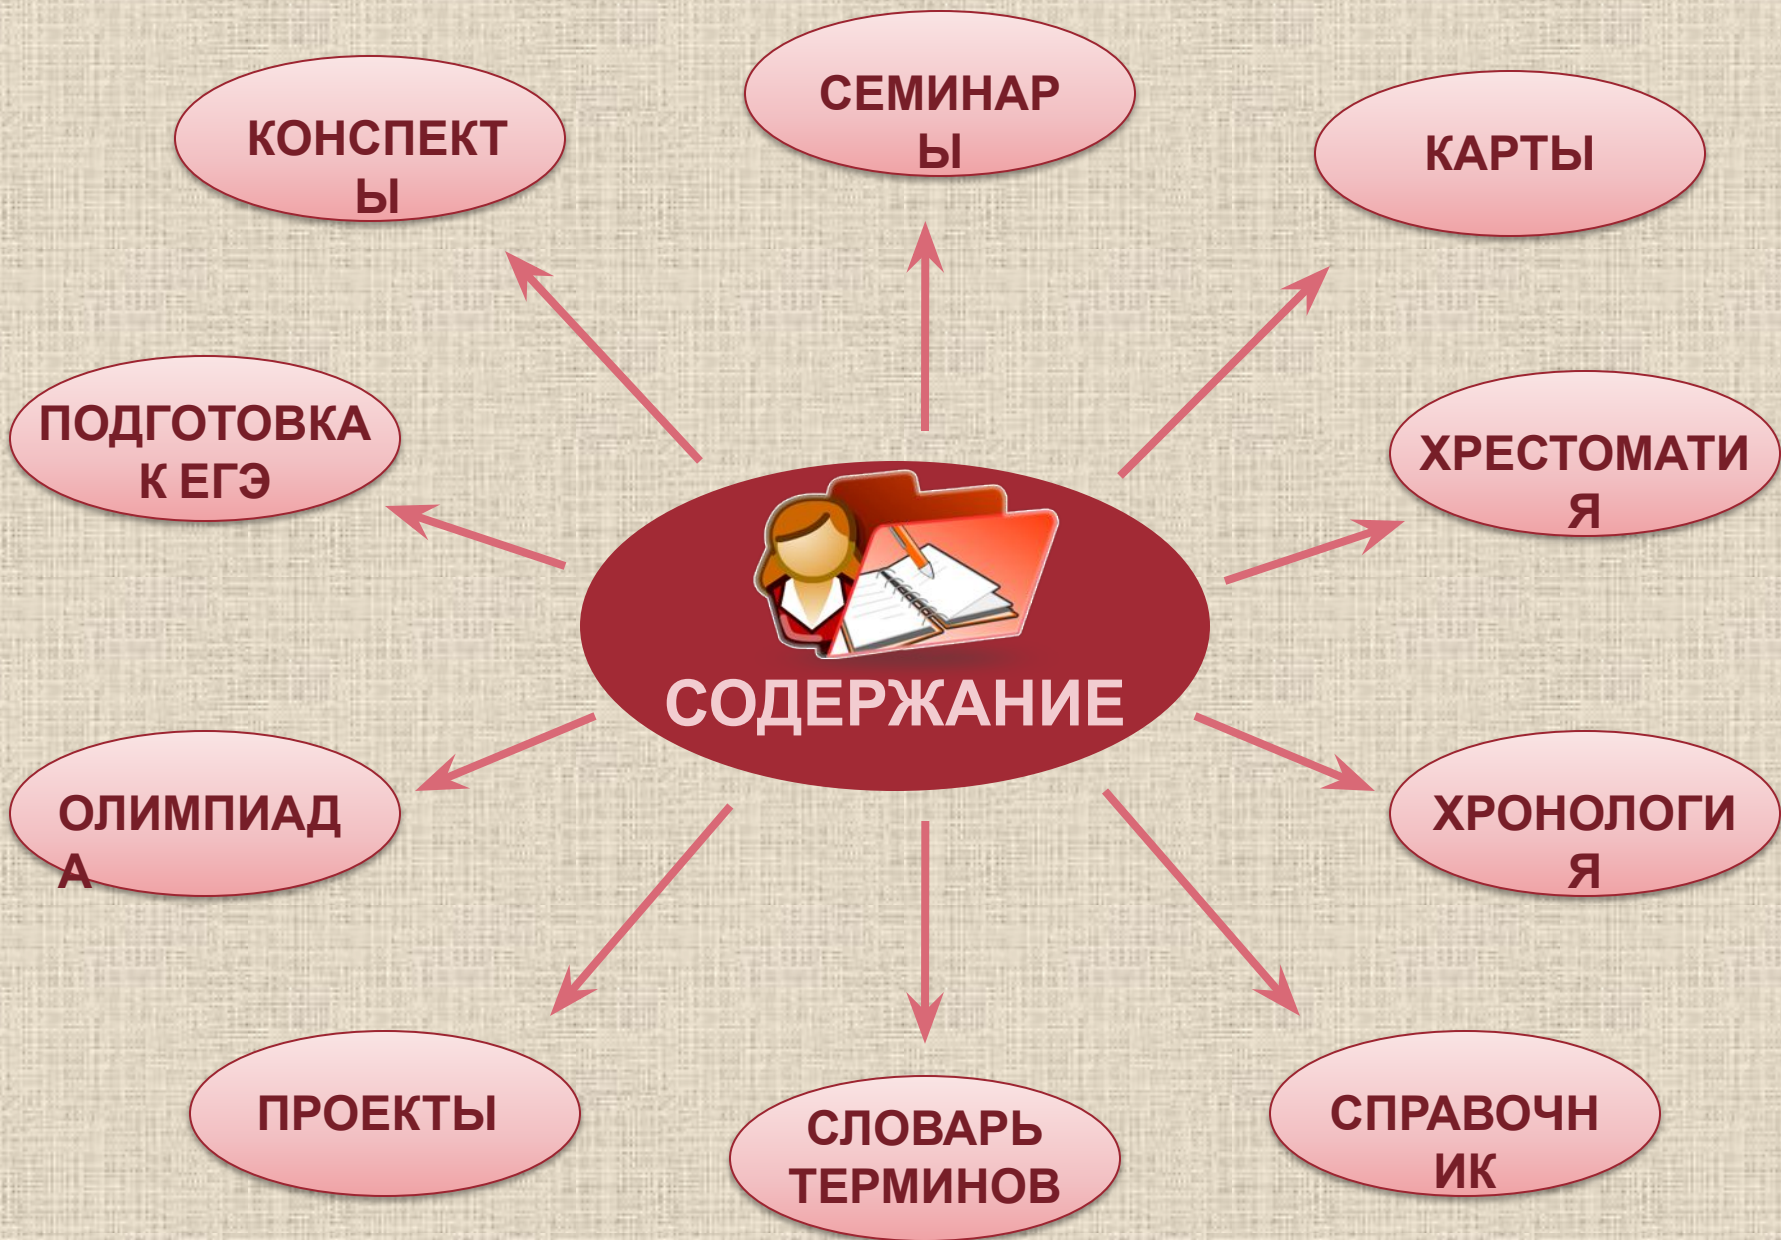 СЕМИНАР
Ы
КОНСПЕКТ
Ы
КАРТЫ
ПОДГОТОВКА
К ЕГЭ
ХРЕСТОМАТИ
Я
СОДЕРЖАНИЕ
ОЛИМПИАД
А
ХРОНОЛОГИ
Я
ПРОЕКТЫ
СЛОВАРЬ
ТЕРМИНОВ
СПРАВОЧН
ИК